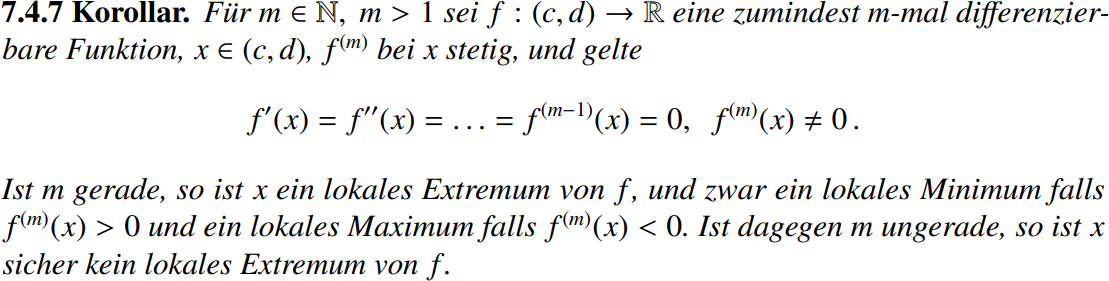 7.4.7 Korollar. Für m ∈ ℕ, m > 1 sei f : (c, d) → ℝ eine zumindest m-mal differenzier-
bare Funktion, x ∈ (c, d), f⁽ᵐ⁾ bei x stetig, und gelte
f′(x) = f″(x) = … = f⁽ᵐ⁻¹⁾(x) = 0, f⁽ᵐ⁾(x) ≠ 0 .
Ist m gerade, so ist x ein lokales Extremum von f, und zwar ein lokales Minimum falls
f⁽ᵐ⁾(x) > 0 und ein lokales Maximum falls f⁽ᵐ⁾(x) < 0. Ist dagegen m ungerade, so ist x
sicher kein lokales Extremum von f.